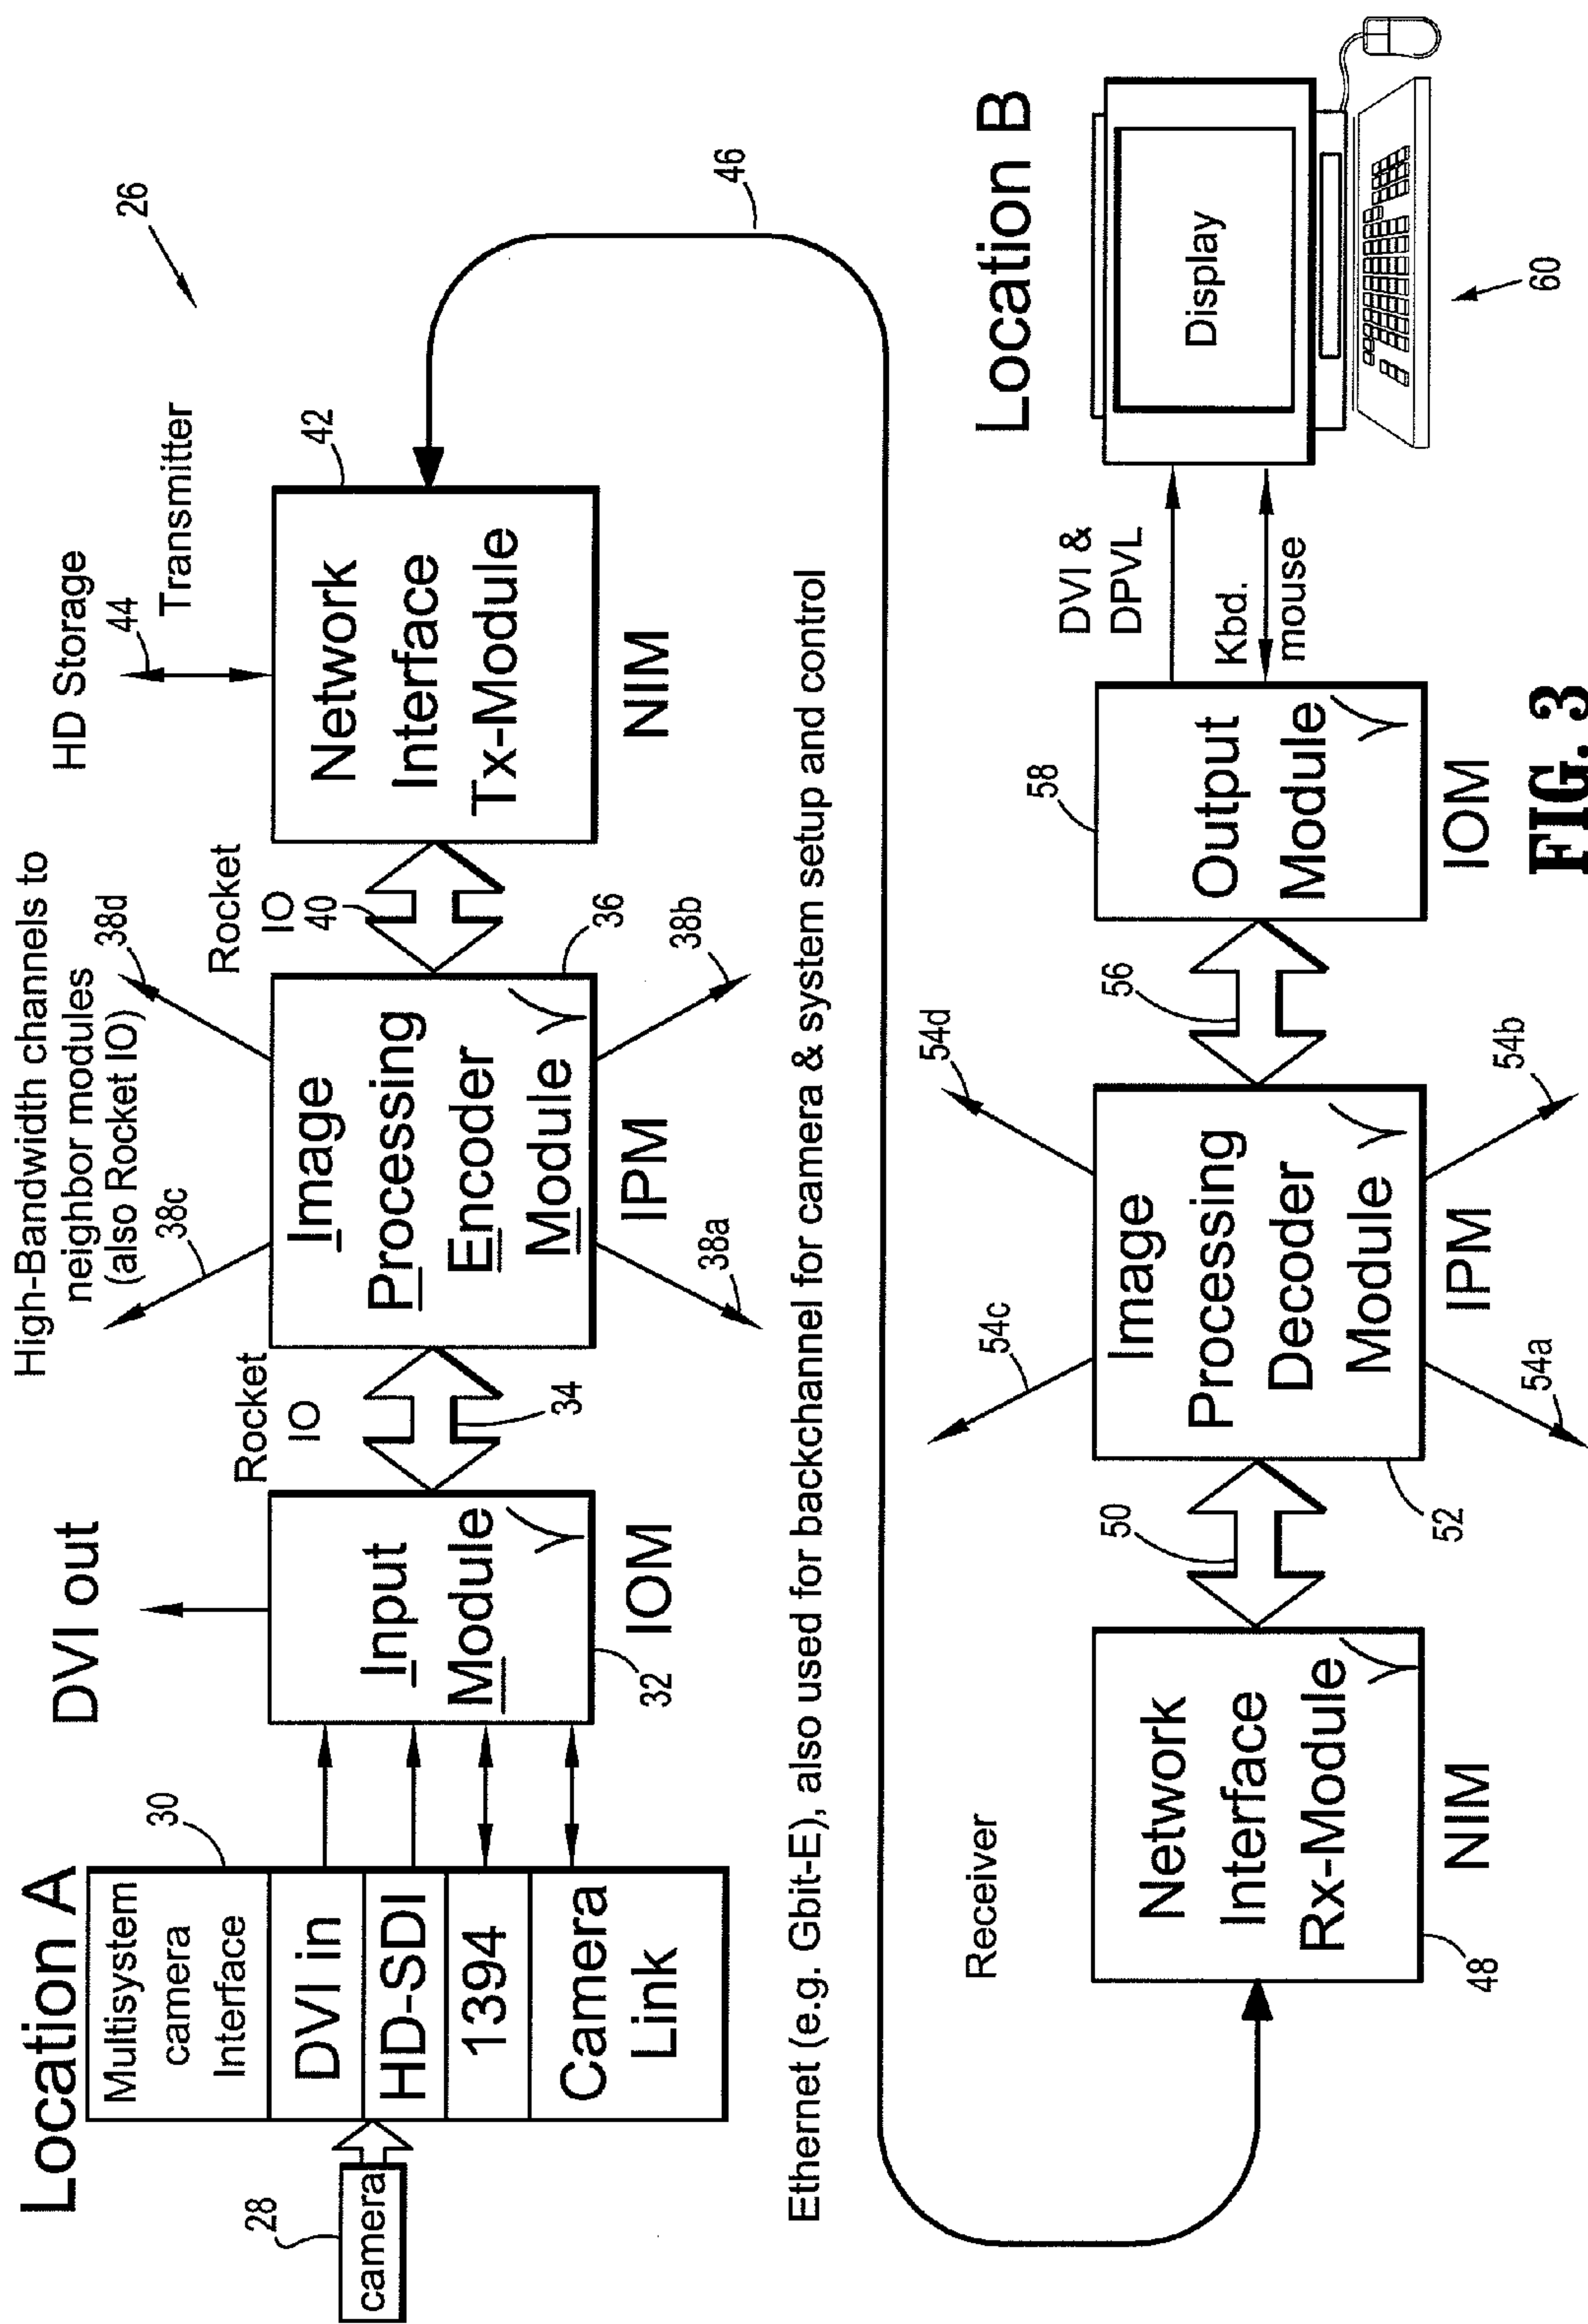 Location A
28
camera
30
Multisystem
camera
Interface
DVI in
HD-SDI
1394
Camera
Link
DVI out
Input
Module
32
IOM
Rocket
IO
34
High-Bandwidth channels to
neighbor modules
(also Rocket IO)
38c
38d
Image
Processing
Encoder
Module
36
38a
38b
IPM
Rocket
IO
40
HD Storage
44
Transmitter
42
Network
Interface
Tx-Module
NIM
26
46
Ethernet (e.g. Gbit-E), also used for backchannel for camera & system setup and control
Receiver
Network
Interface
Rx-Module
48
NIM
50
54c
54d
Image
Processing
Decoder
Module
52
54a
54b
IPM
56
58
Output
Module
IOM
DVI &
DPVL
Kbd.
mouse
Location B
Display
60
FIG. 3